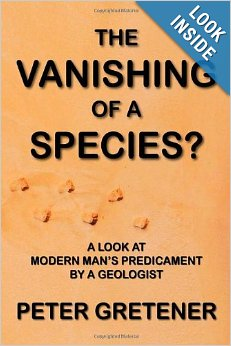 LOOK
INSIDE
THE
VANISHING
OF A
SPECIES?
A LOOK AT
MODERN MAN'S PREDICAMENT
BY A GEOLOGIST
PETER GRETENER